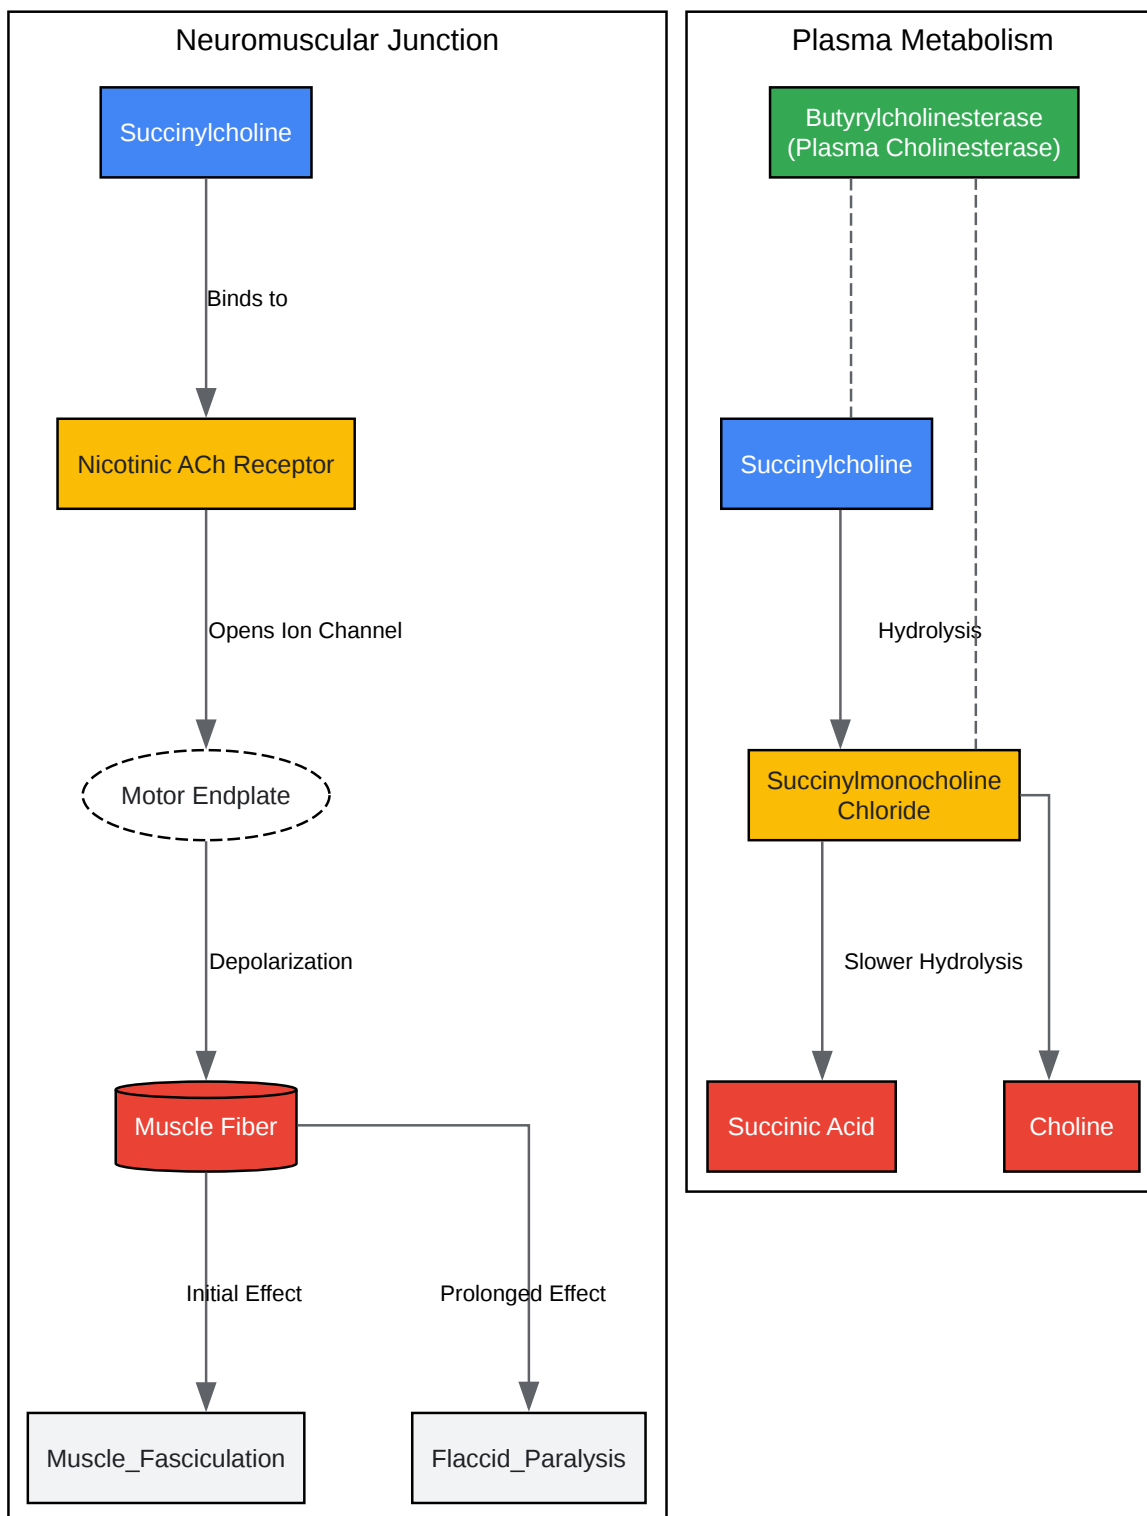 Neuromuscular Junction
Succinylcholine
Binds to
Nicotinic ACh Receptor
Opens Ion Channel
Motor Endplate
Depolarization
Muscle Fiber
Initial Effect
Prolonged Effect
Muscle_Fasciculation
Flaccid_Paralysis
Plasma Metabolism
Butyrylcholinesterase
(Plasma Cholinesterase)
Succinylcholine
Hydrolysis
Succinylmonocholine
Chloride
Slower Hydrolysis
Succinic Acid
Choline